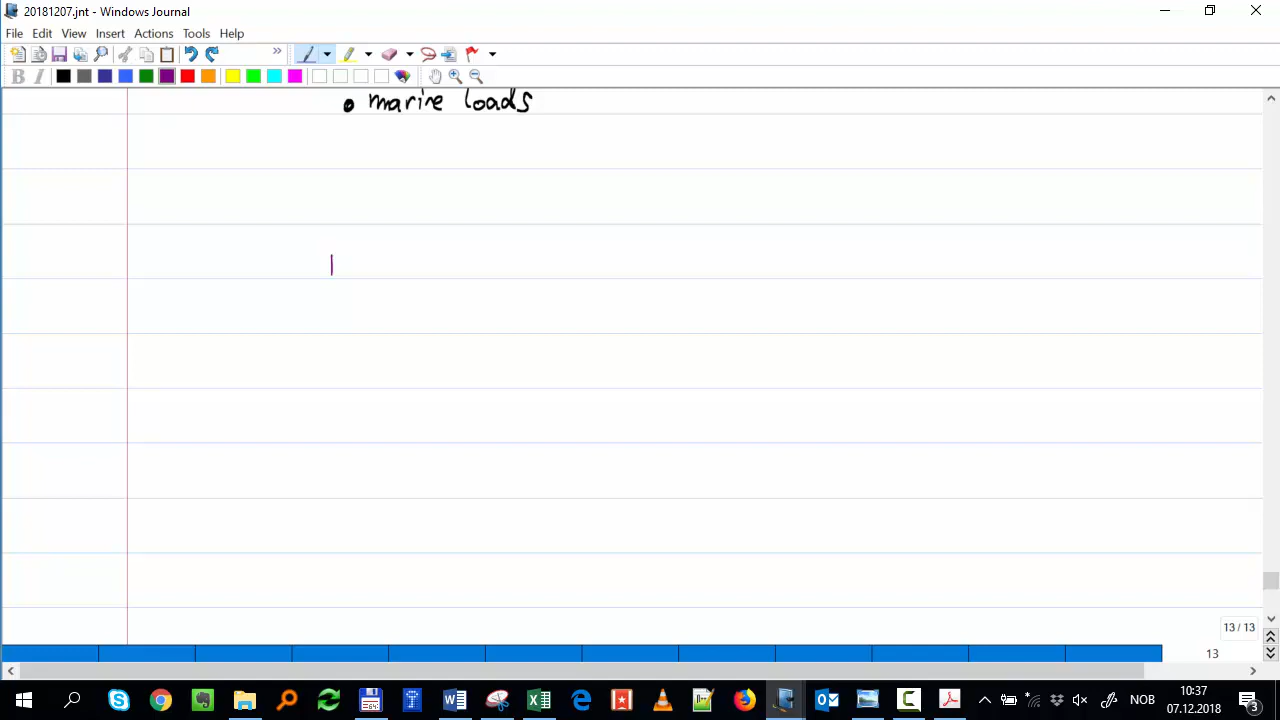 20181207.jnt - Windows Journal
File Edit View Insert Actions Tools Help
B I
• marine loads
13 / 13
13
NOB
10:37
07.12.2018
3